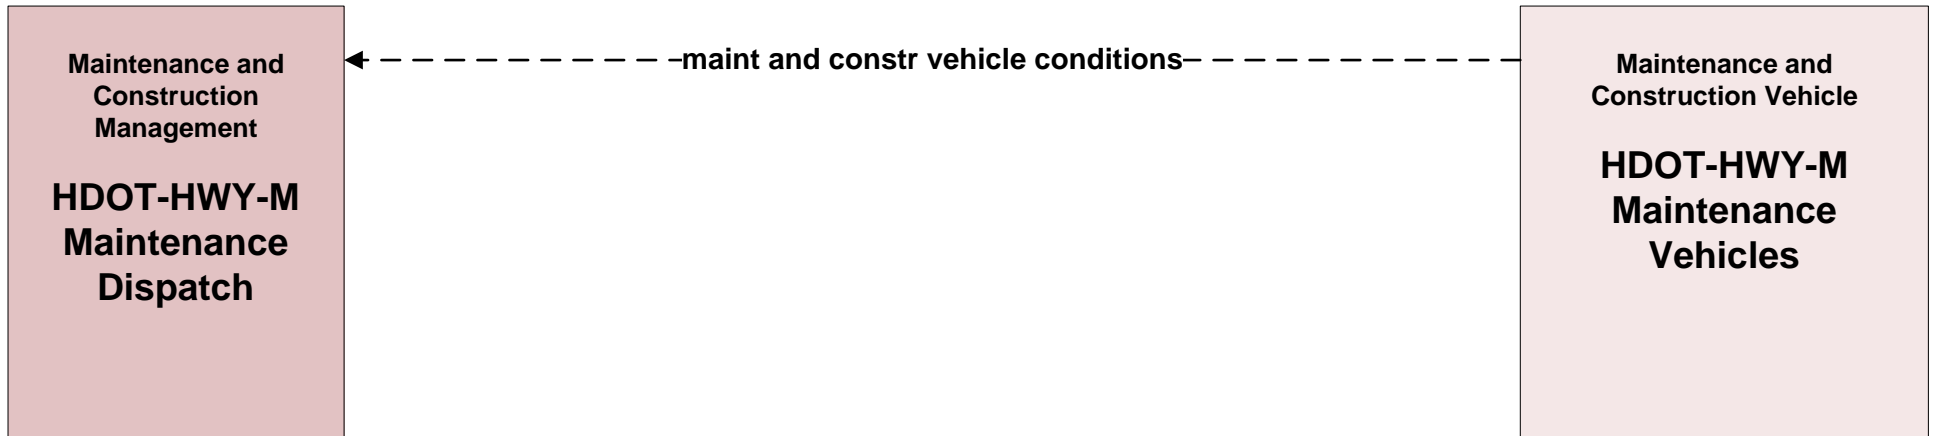 Maintenance and
Construction
Management
HDOT-HWY-M
Maintenance
Dispatch
maint and constr vehicle conditions
Maintenance and
Construction Vehicle
HDOT-HWY-M
Maintenance
Vehicles